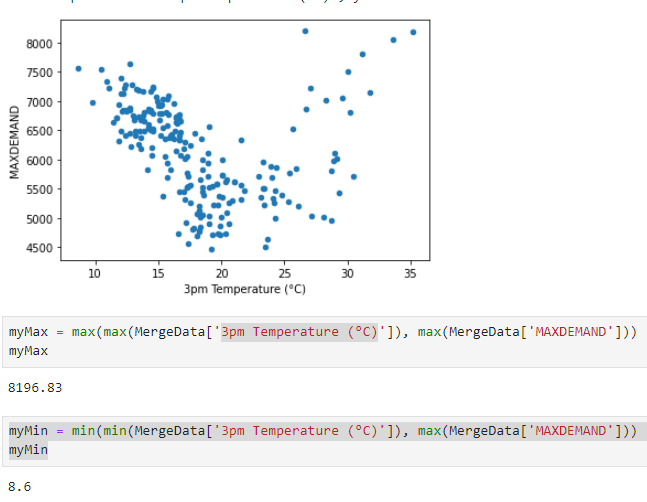 8000
7500
7000
6500
6000
5500
5000
4500
MAXDEMAND
10 15 20 25 30 35
3pm Temperature (°C)
myMax = max(max(MergeData['3pm Temperature (°C)']), max(MergeData['MAXDEMAND']))
myMax
8196.83
myMin = min(min(MergeData['3pm Temperature (°C)']), max(MergeData['MAXDEMAND']))
myMin
8.6